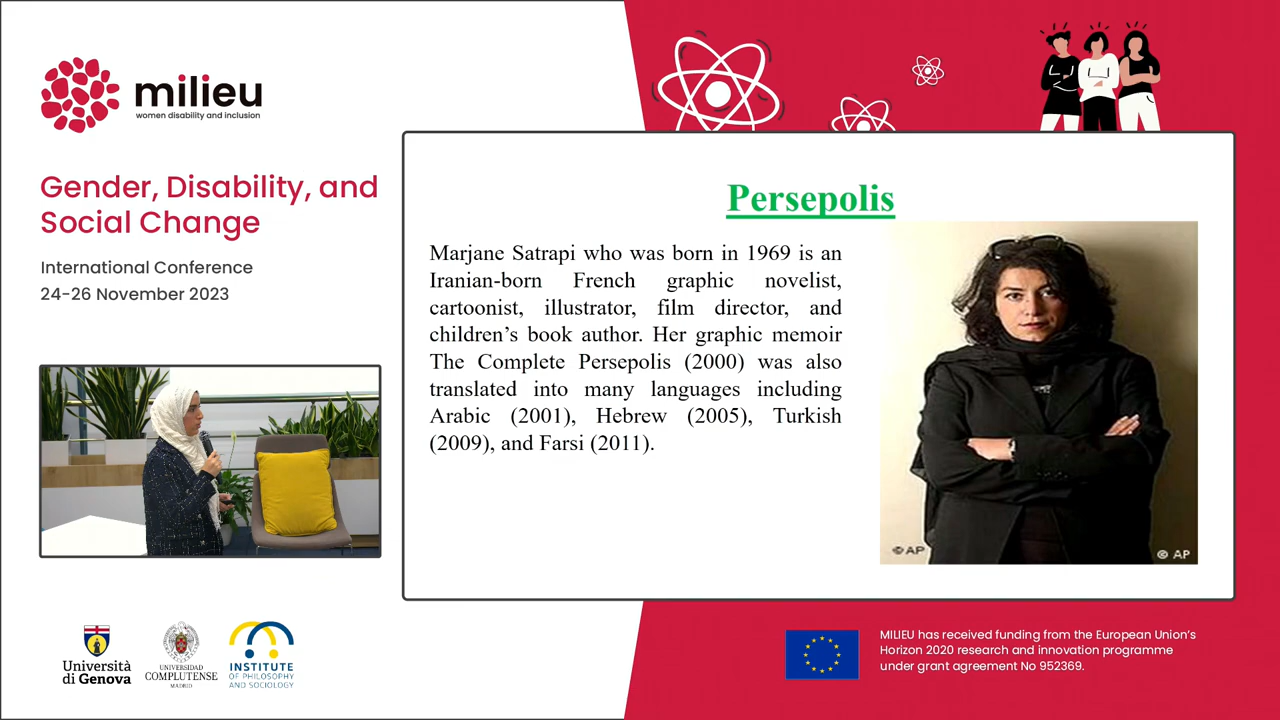 milieu
women disability and inclusion
Gender, Disability, and
Social Change
International Conference
24-26 November 2023
Persepolis
Marjane Satrapi who was born in 1969 is an
Iranian-born French graphic novelist,
cartoonist, illustrator, film director, and
children’s book author. Her graphic memoir
The Complete Persepolis (2000) was also
translated into many languages including
Arabic (2001), Hebrew (2005), Turkish
(2009), and Farsi (2011).
© AP
© AP
Università
di Genova
UNIVERSIDAD
COMPLUTENSE
MADRID
INSTITUTE
OF PHILOSOPHY
AND SOCIOLOGY
MILIEU has received funding from the European Union’s
Horizon 2020 research and innovation programme
under grant agreement No 952369.